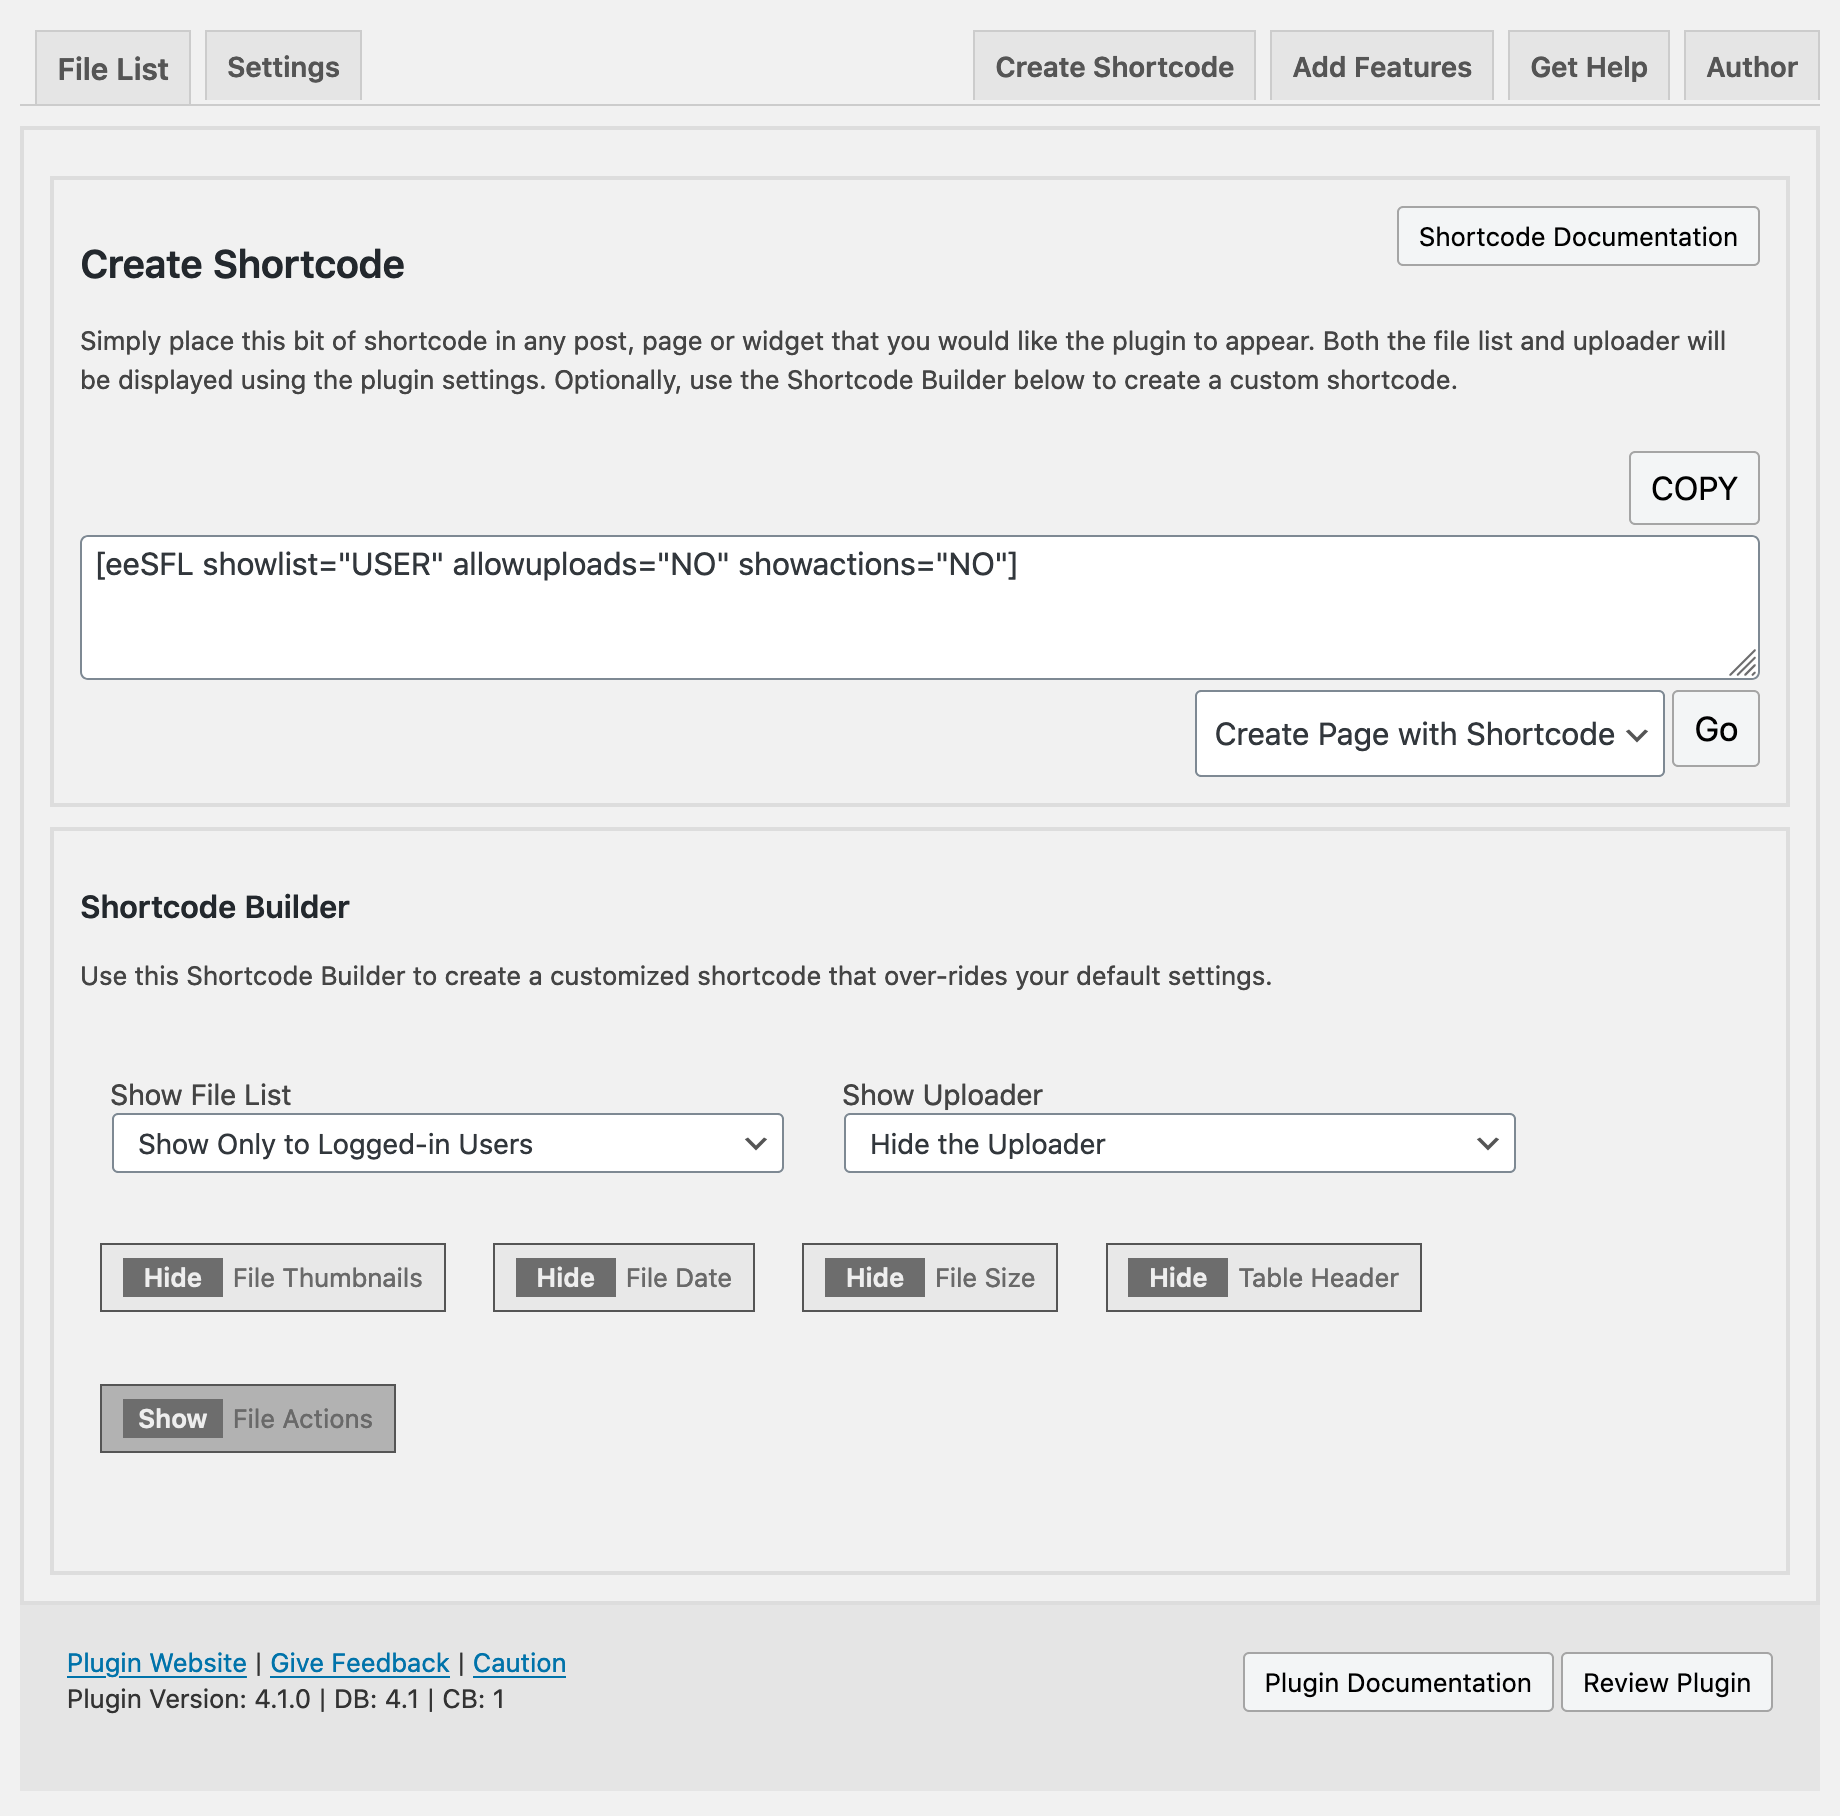 File List
Settings
Create Shortcode
Add Features
Get Help
Author
Shortcode Documentation
Create Shortcode
Simply place this bit of shortcode in any post, page or widget that you would like the plugin to appear. Both the file list and uploader will
be displayed using the plugin settings. Optionally, use the Shortcode Builder below to create a custom shortcode.
COPY
[eeSFL showlist="USER" allowuploads="NO" showactions="NO"]
Create Page with Shortcode
Go
Shortcode Builder
Use this Shortcode Builder to create a customized shortcode that over-rides your default settings.
Show File List
Show Uploader
Show Only to Logged-in Users
Hide the Uploader
Hide File Thumbnails
Hide File Date
Hide File Size
Hide Table Header
Show File Actions
Plugin Website | Give Feedback | Caution
Plugin Version: 4.1.0 | DB: 4.1 | CB: 1
Plugin Documentation
Review Plugin